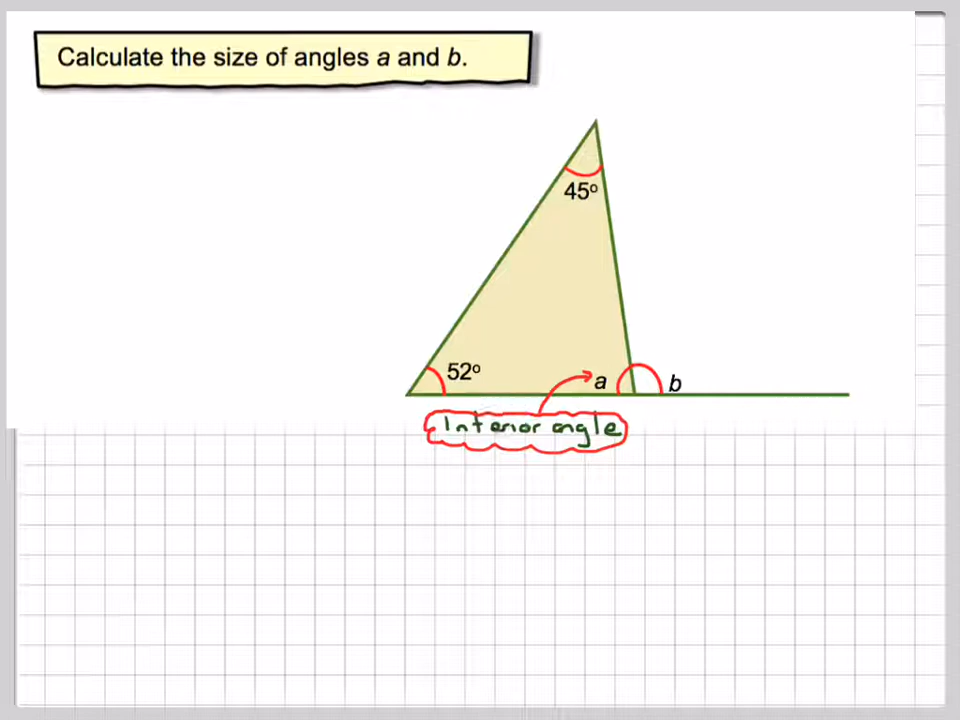 Calculate the size of angles a and b.
45°
52°
a
b
Interior angle